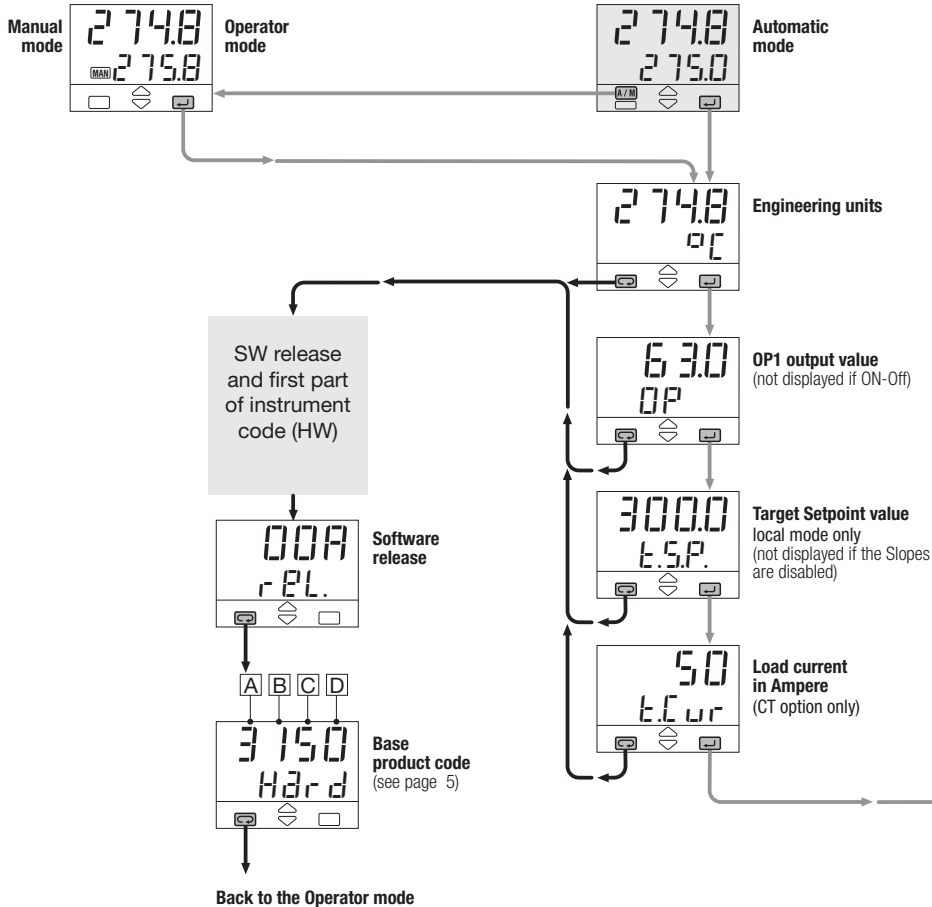 Manual
mode
274.8
MAN 275.8
Operator
mode
274.8
275.0
A / M
Automatic
mode
274.8
°C
Engineering units
63.0
OP
OP1 output value
(not displayed if ON-Off)
300.0
t.S.P.
Target Setpoint value
local mode only
(not displayed if the Slopes
are disabled)
50
t.Cur
Load current
in Ampere
(CT option only)
SW release
and first part
of instrument
code (HW)
00A
rEL.
Software
release
A B C D
3150
Hard
Base
product code
(see page 5)
Back to the Operator mode